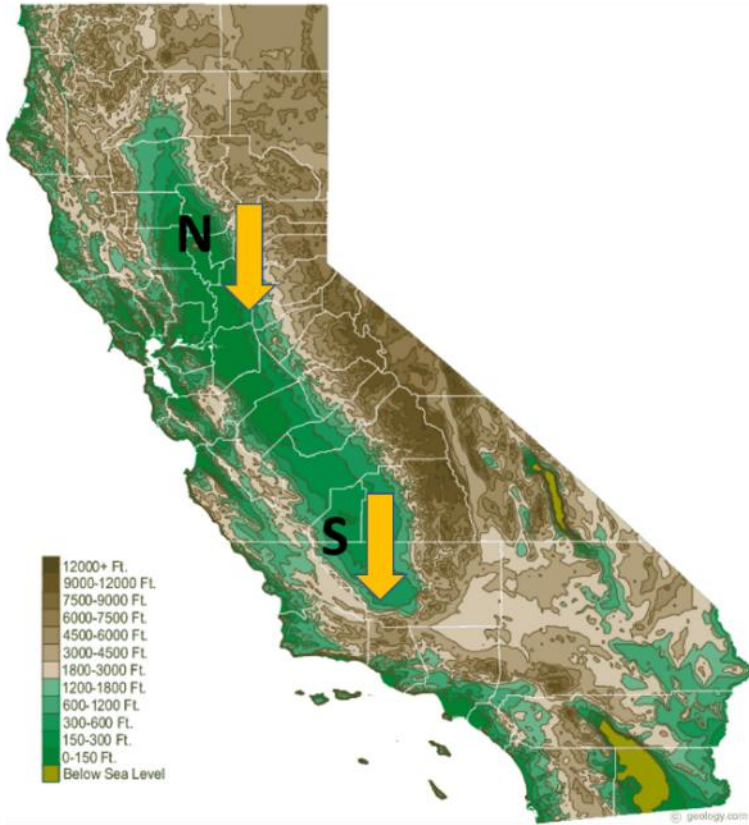 N
S
12000+ Ft.
9000-12000 Ft.
7500-9000 Ft.
6000-7500 Ft.
4500-6000 Ft.
3000-4500 Ft.
1800-3000 Ft.
1200-1800 Ft.
600-1200 Ft.
300-600 Ft.
150-300 Ft.
0-150 Ft.
Below Sea Level
© geology.com